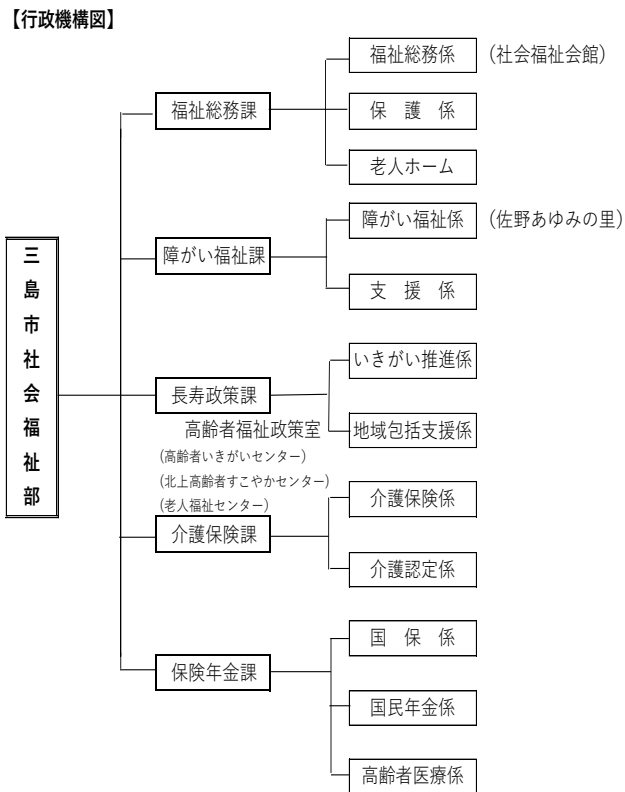 【行政機構図】
三島市社会福祉部
福祉総務課
福祉総務係 (社会福祉会館)
保 護 係
老人ホーム
障がい福祉課
障がい福祉係 (佐野あゆみの里)
支 援 係
長寿政策課
高齢者福祉政策室
(高齢者いきがいセンター)
(北上高齢者すこやかセンター)
(老人福祉センター)
いきがい推進係
地域包括支援係
介護保険課
介護保険係
介護認定係
保険年金課
国 保 係
国民年金係
高齢者医療係